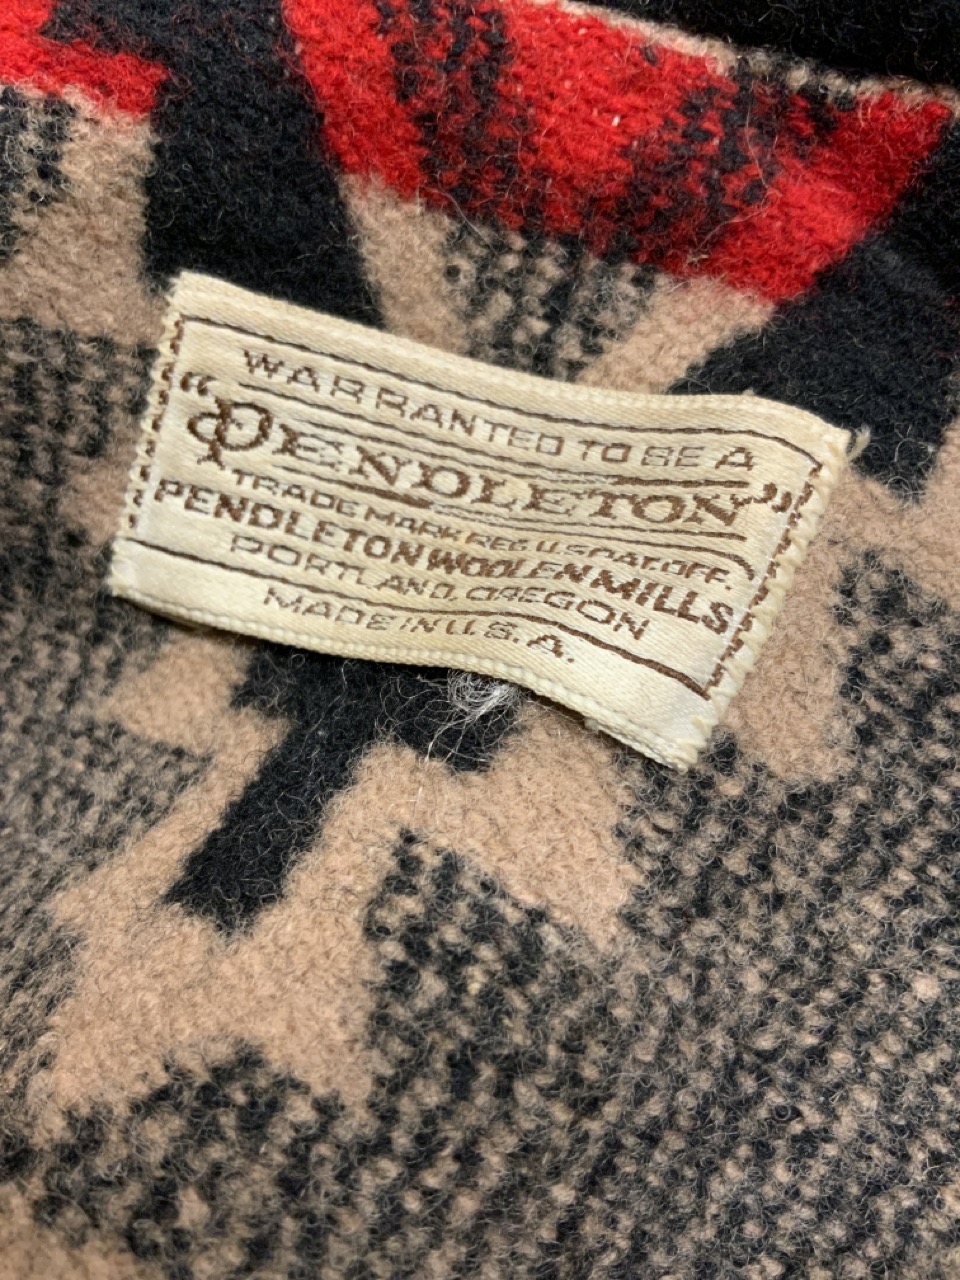 WARRANTED TO BE A
“PENDLETON”
TRADE MARK REG. U.S. PAT. OFF.
PENDLETON WOOLEN MILLS
PORTLAND, OREGON
MADE IN U.S.A.